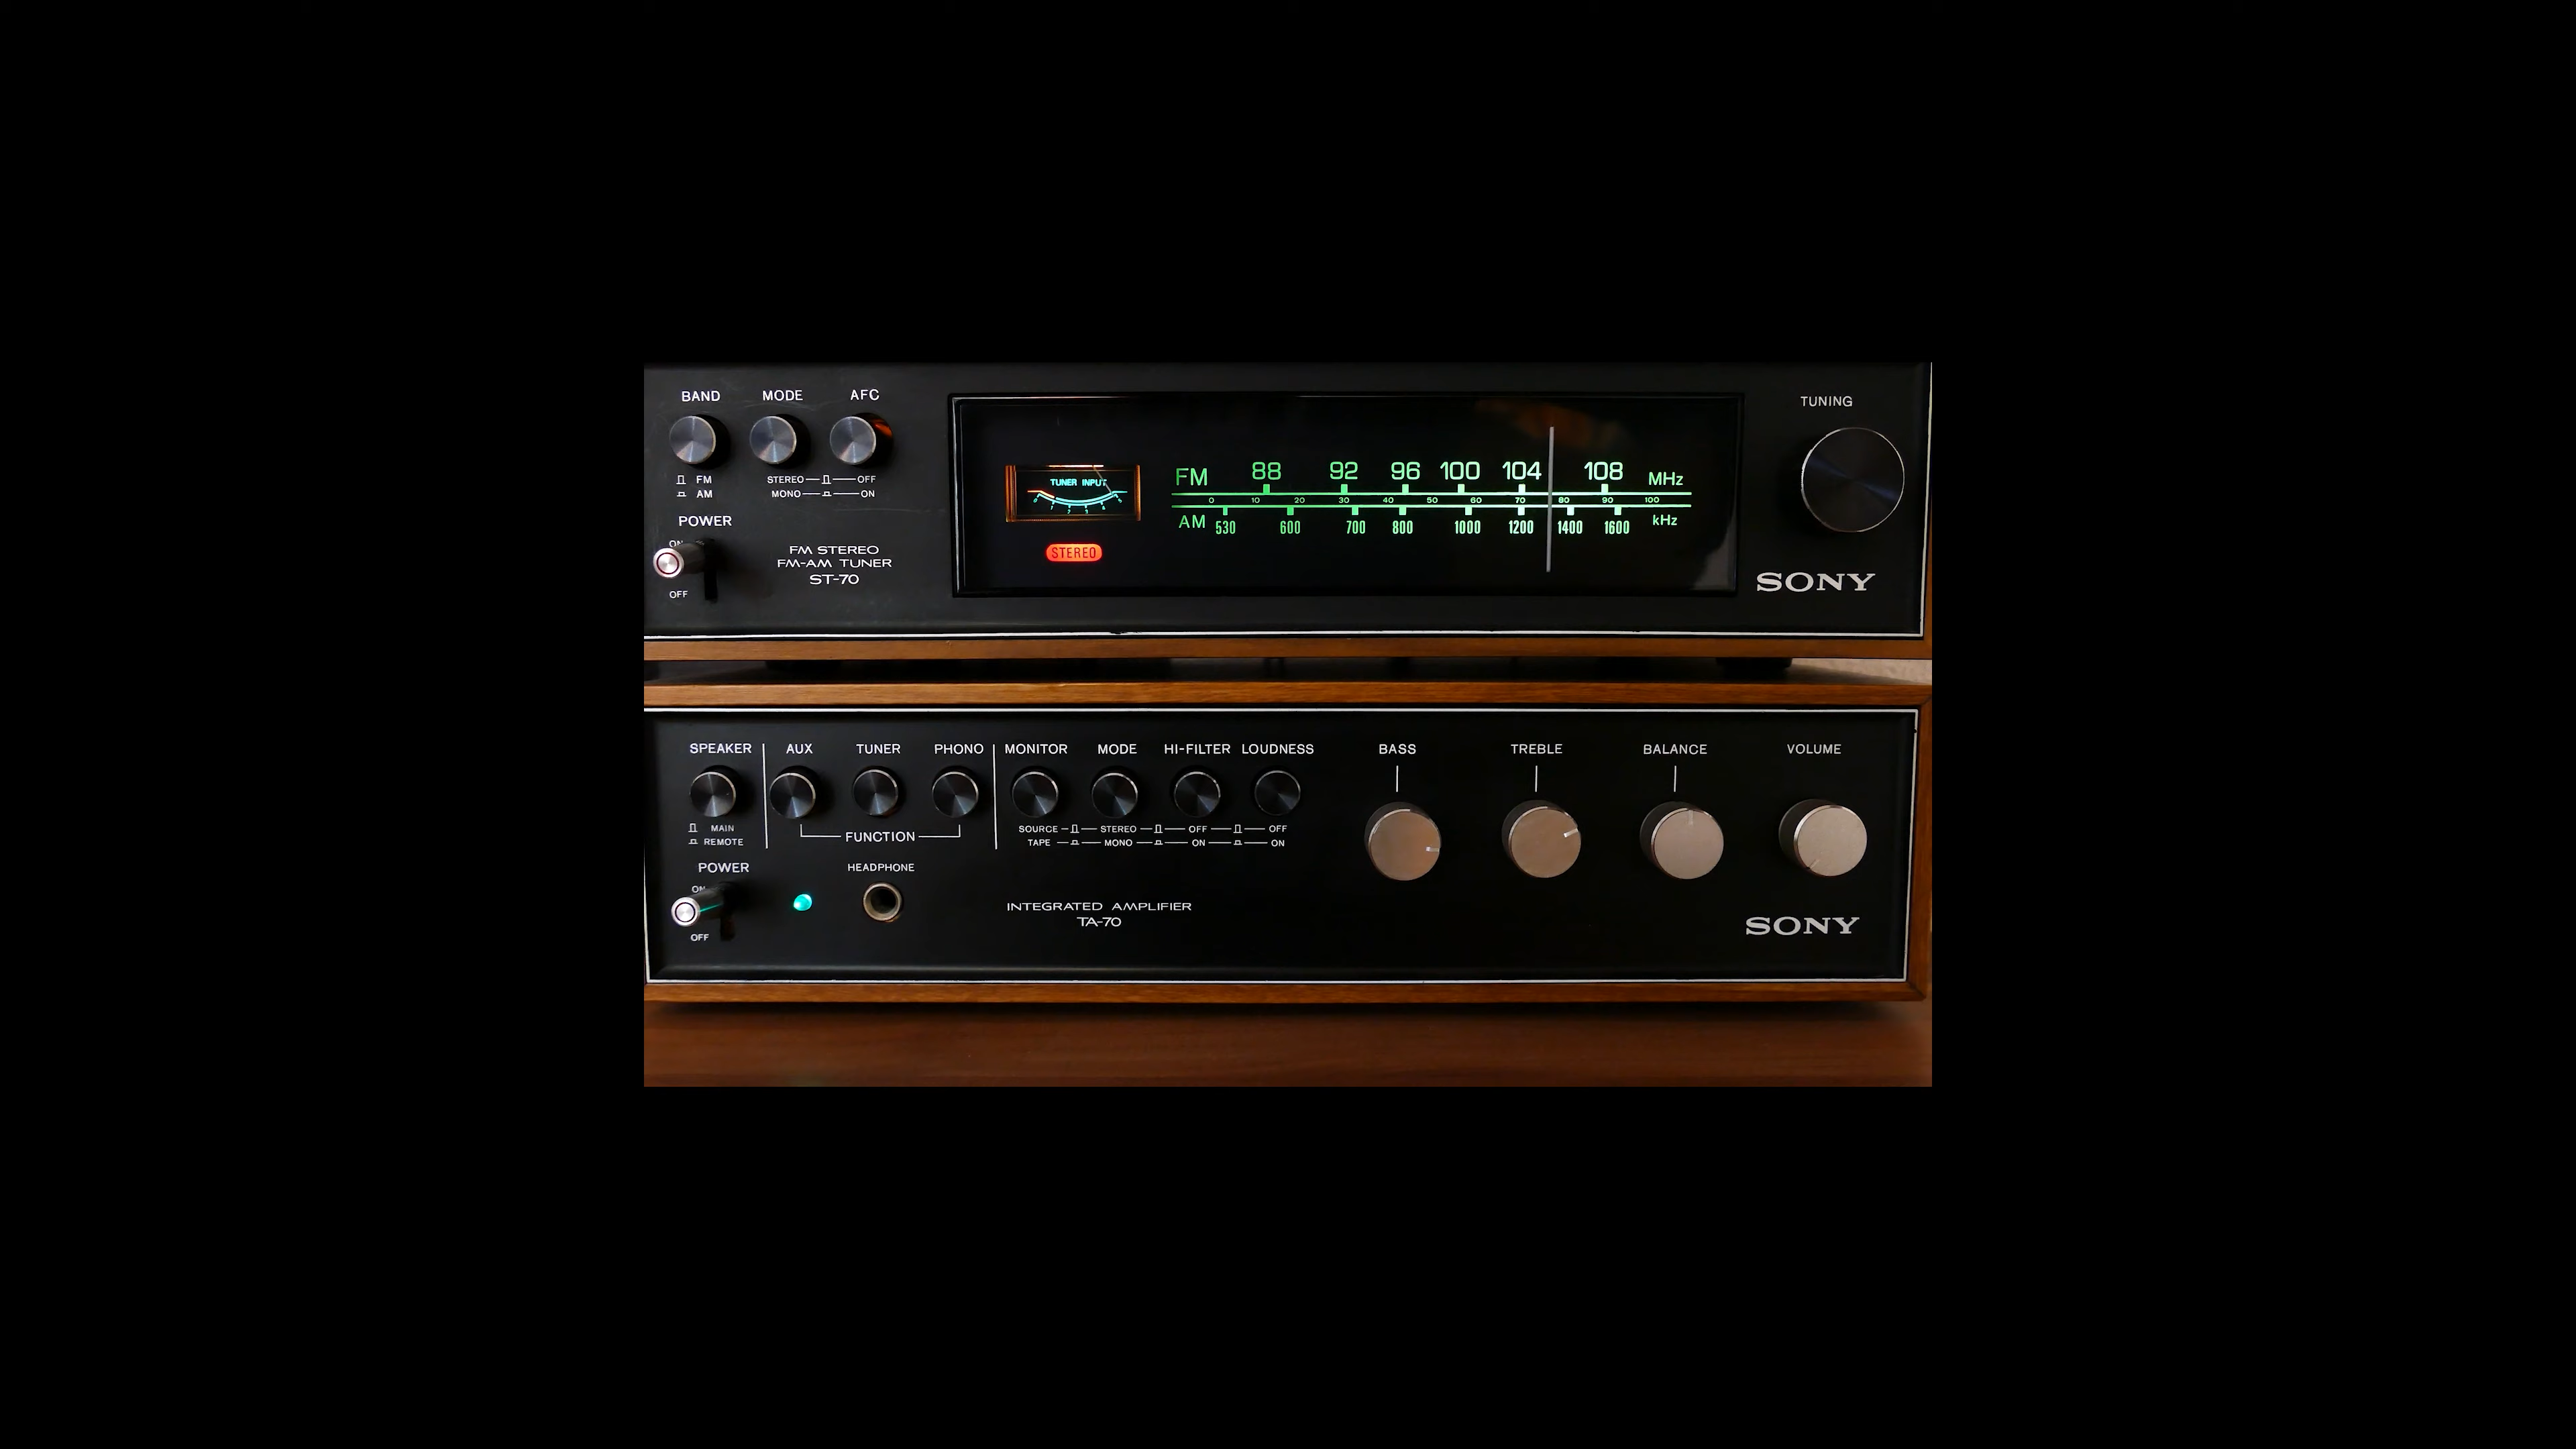 BAND MODE AFC
FM
AM
STEREO OFF
MONO ON
POWER
ON
OFF
FM STEREO
FM-AM TUNER
ST-70
TUNER INPUT
STEREO
FM 88 92 96 100 104 108 MHz
0 10 20 30 40 50 60 70 80 90 100
AM 530 600 700 800 1000 1200 1400 1600 kHz
TUNING
SONY
SPEAKER AUX TUNER PHONO MONITOR MODE HI-FILTER LOUDNESS BASS TREBLE BALANCE VOLUME
MAIN
REMOTE
FUNCTION
SOURCE STEREO OFF OFF
TAPE MONO ON ON
POWER
ON
OFF
HEADPHONE
INTEGRATED AMPLIFIER
TA-70
SONY